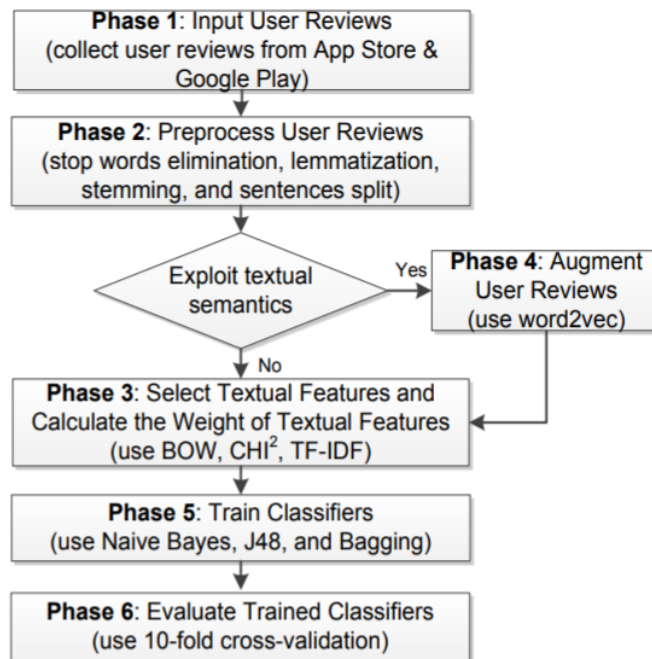 Phase 1: Input User Reviews
(collect user reviews from App Store &
Google Play)
Phase 2: Preprocess User Reviews
(stop words elimination, lemmatization,
stemming, and sentences split)
Exploit textual
semantics
Yes
Phase 4: Augment
User Reviews
(use word2vec)
No
Phase 3: Select Textual Features and
Calculate the Weight of Textual Features
(use BOW, CHI², TF-IDF)
Phase 5: Train Classifiers
(use Naive Bayes, J48, and Bagging)
Phase 6: Evaluate Trained Classifiers
(use 10-fold cross-validation)